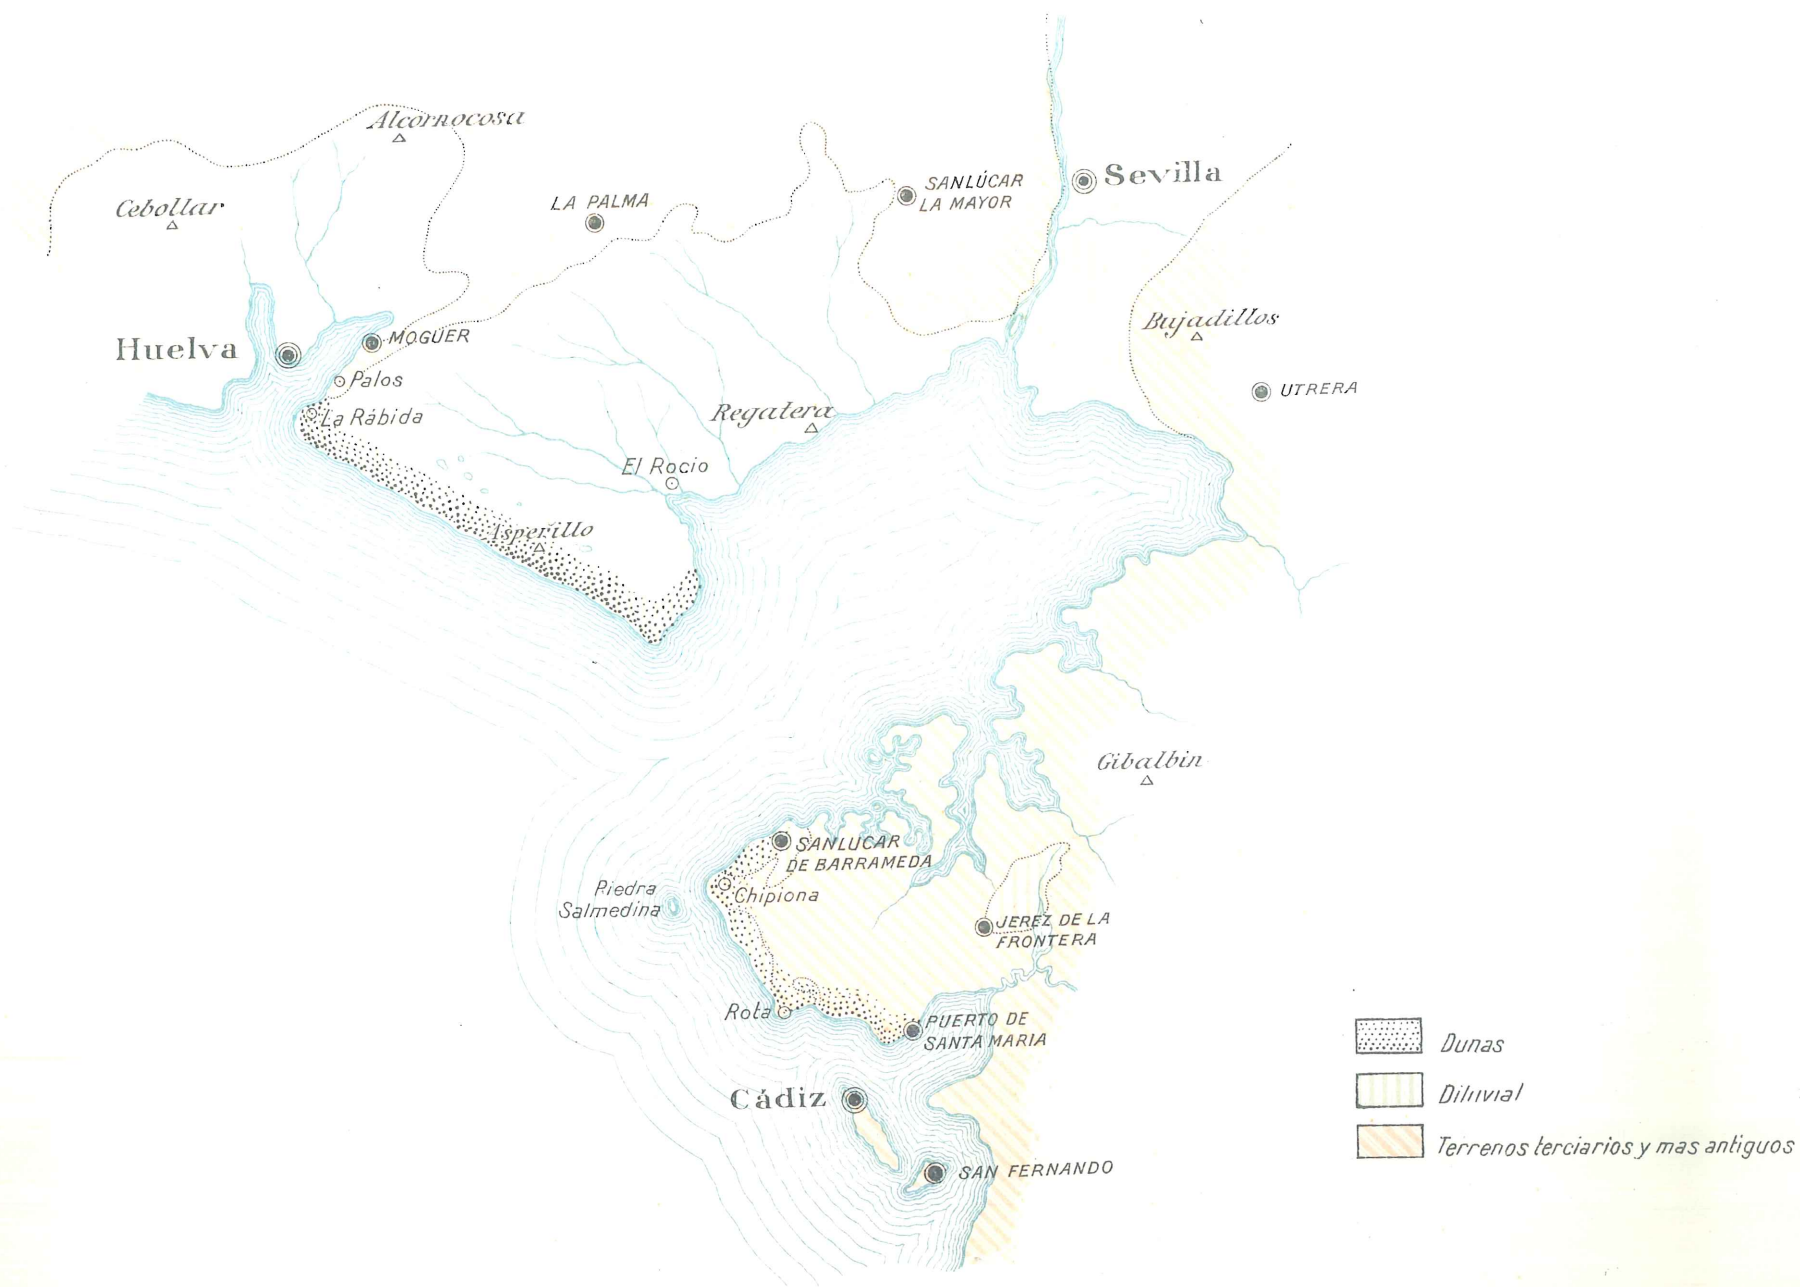 Alcornocosa
Cebollar
LA PALMA
SANLÚCAR
LA MAYOR
Sevilla
Huelva
MOGUER
Palos
La Rábida
Bujadillos
UTRERA
Regatera
El Rocio
Asperillo
Gibalbin
SANLUCAR
DE BARRAMEDA
Piedra
Salmedina
Chipiona
JEREZ DE LA
FRONTERA
Rota
PUERTO DE
SANTA MARIA
Cádiz
SAN FERNANDO
Dunas
Diluvial
Terrenos terciarios y mas antiguos